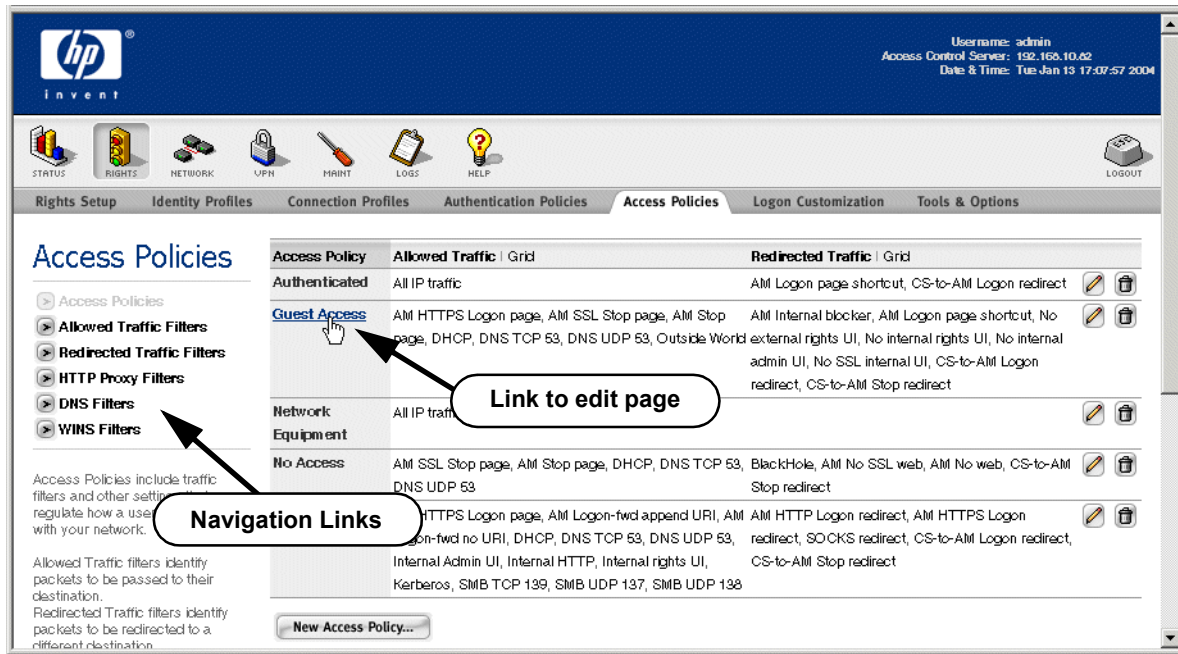 hp
®
invent
Username: admin
Access Control Server: 192.168.10.62
Date & Time: Tue Jan 13 17:07:57 2004
STATUS RIGHTS NETWORK VPN MAINT LOGS HELP LOGOUT
Rights Setup Identity Profiles Connection Profiles Authentication Policies Access Policies Logon Customization Tools & Options
Access Policies
Access Policies
Allowed Traffic Filters
Redirected Traffic Filters
HTTP Proxy Filters
DNS Filters
WINS Filters
Access Policies include traffic
filters and other
regulate how a
with your network.
Allowed Traffic filters identify
packets to be passed to their
destination.
Redirected Traffic filters identify
packets to be redirected to a
different destination
Navigation Links
Access Policy Allowed Traffic | Grid Redirected Traffic | Grid
Authenticated All IP traffic AM Logon page shortcut, CS-to-AM Logon redirect
Guest Access AM HTTPS Logon page, AM SSL Stop page, AM Stop AM Internal blocker, AM Logon page shortcut, No
page, DHCP, DNS TCP 53, DNS UDP 53, Outside World external rights UI, No internal rights UI, No internal
admin UI, No SSL internal UI, CS-to-AM Logon
redirect, CS-to-AM Stop redirect
Link to edit page
Network All IP
Equipment
No Access AM SSL Stop page, AM Stop page, DHCP, DNS TCP 53, BlackHole, AM No SSL web, AM No web, CS-to-AM
DNS UDP 53 Stop redirect
HTTPS Logon page, AM Logon-fwd append URI, AM AM HTTP Logon redirect, AM HTTPS Logon
no URI, DHCP, DNS TCP 53, DNS UDP 53, redirect, SOCKS redirect, CS-to-AM Logon redirect,
Internal Admin UI, Internal HTTP, Internal rights UI, CS-to-AM Stop redirect
Kerberos, SMB TCP 139, SMB UDP 137, SMB UDP 138
New Access Policy...